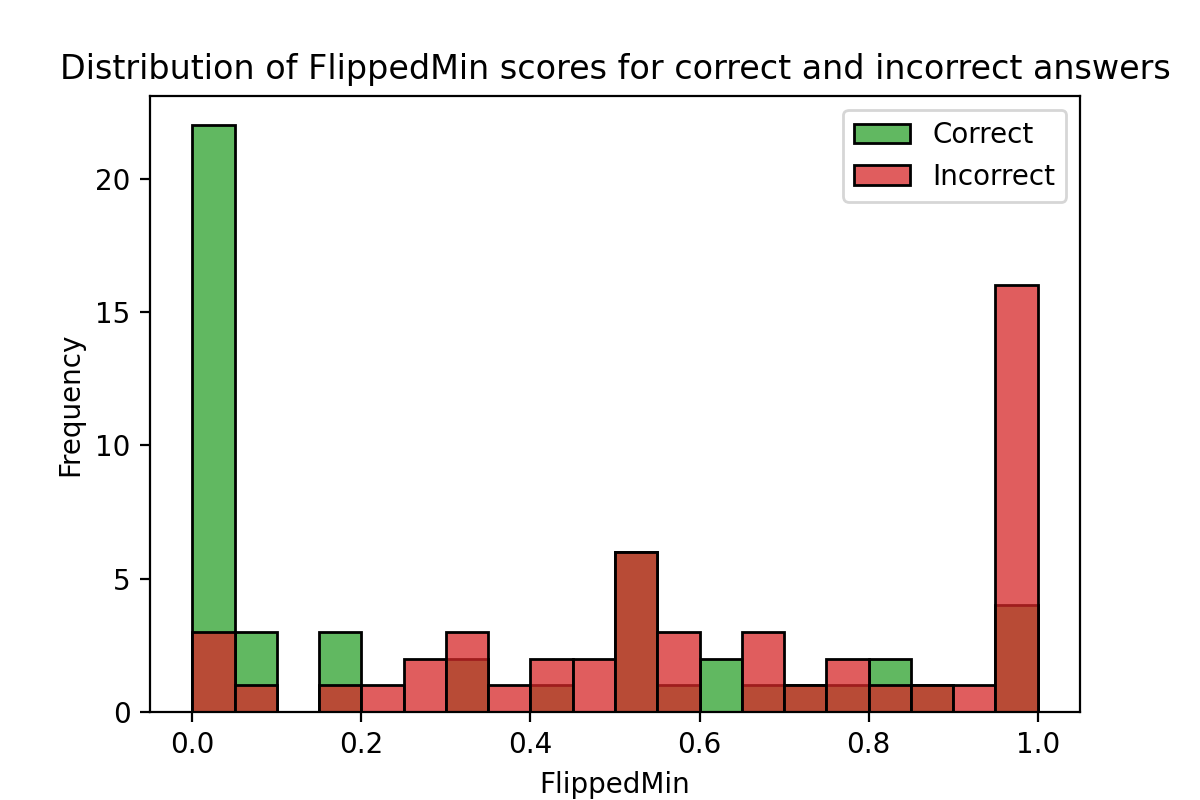 Distribution of FlippedMin scores for correct and incorrect answers
Correct
Incorrect
20
15
10
5
0
Frequency
0.0 0.2 0.4 0.6 0.8 1.0
FlippedMin